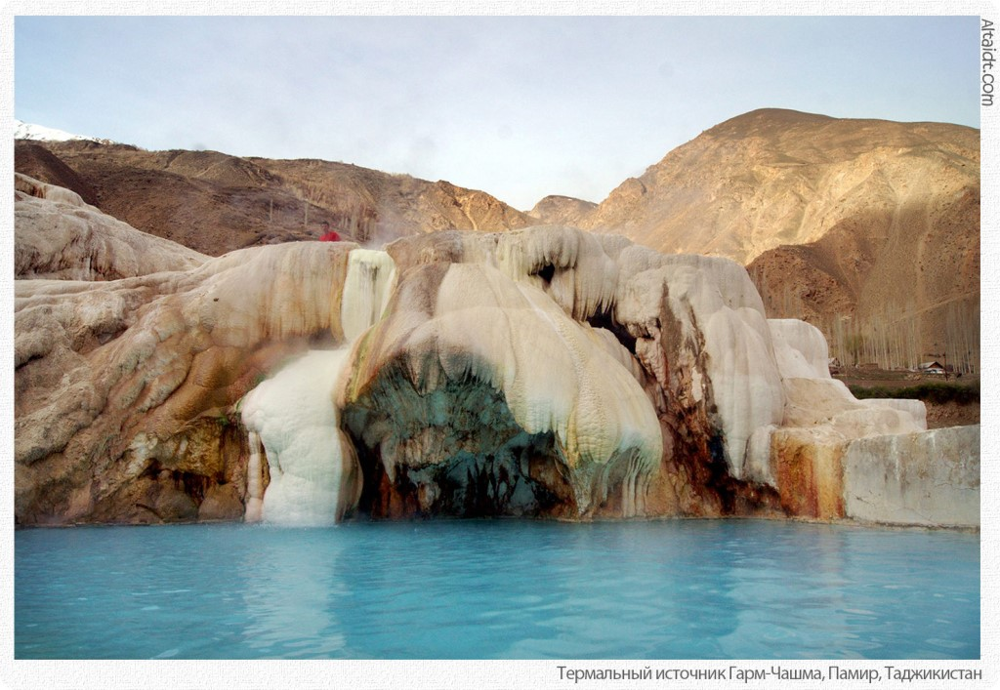 Altaidt.com
Термальный источник Гарм-Чашма, Памир, Таджикистан